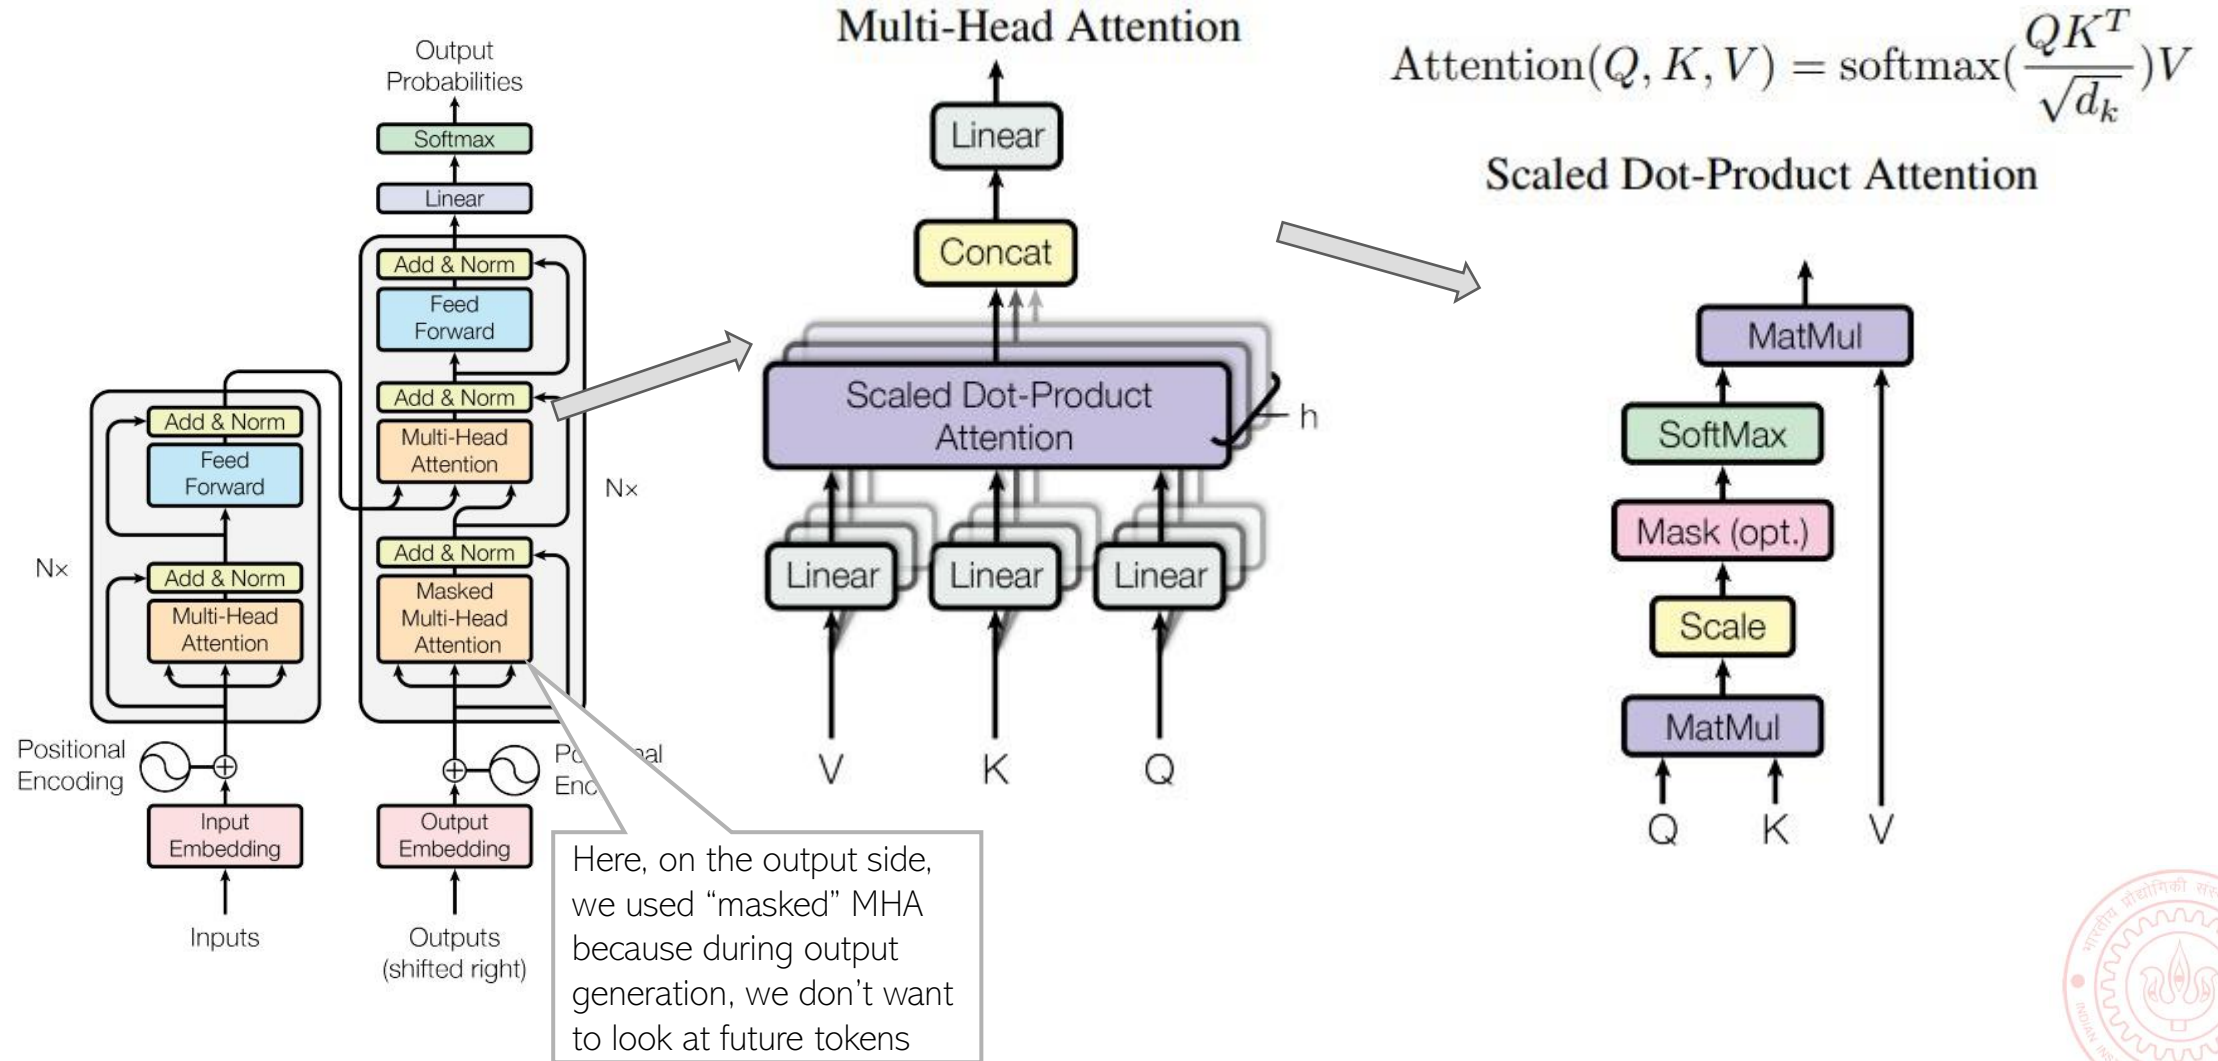 Output
Probabilities
Softmax
Linear
Add & Norm
Feed
Forward
Add & Norm
Multi-Head
Attention
Add & Norm
Masked
Multi-Head
Attention
Nx
Add & Norm
Feed
Forward
Add & Norm
Multi-Head
Attention
Nx
Positional
Encoding
Input
Embedding
Inputs
Output
Embedding
Outputs
(shifted right)
Here, on the output side,
we used “masked” MHA
because during output
generation, we don’t want
to look at future tokens
Multi-Head Attention
Linear
Concat
Scaled Dot-Product
Attention
h
Linear Linear Linear
V K Q
Attention(Q, K, V) = softmax(QK^T/√d_k)V
Scaled Dot-Product Attention
MatMul
SoftMax
Mask (opt.)
Scale
MatMul
Q K V